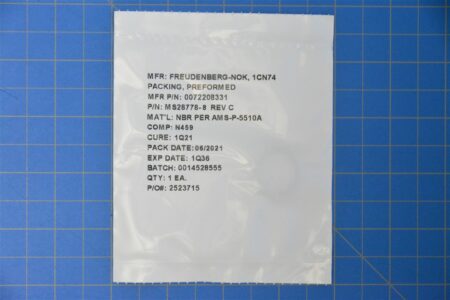 MFR: FREUDENBERG-NOK, 1CN74
PACKING, PREFORMED
MFR P/N: 0072208331
P/N: MS28778-8 REV C
MAT'L: NBR PER AMS-P-5510A
COMP: N459
CURE: 1Q21
PACK DATE: 06/2021
EXP DATE: 1Q36
BATCH: 0014528555
QTY: 1 EA.
P/O#: 2523715